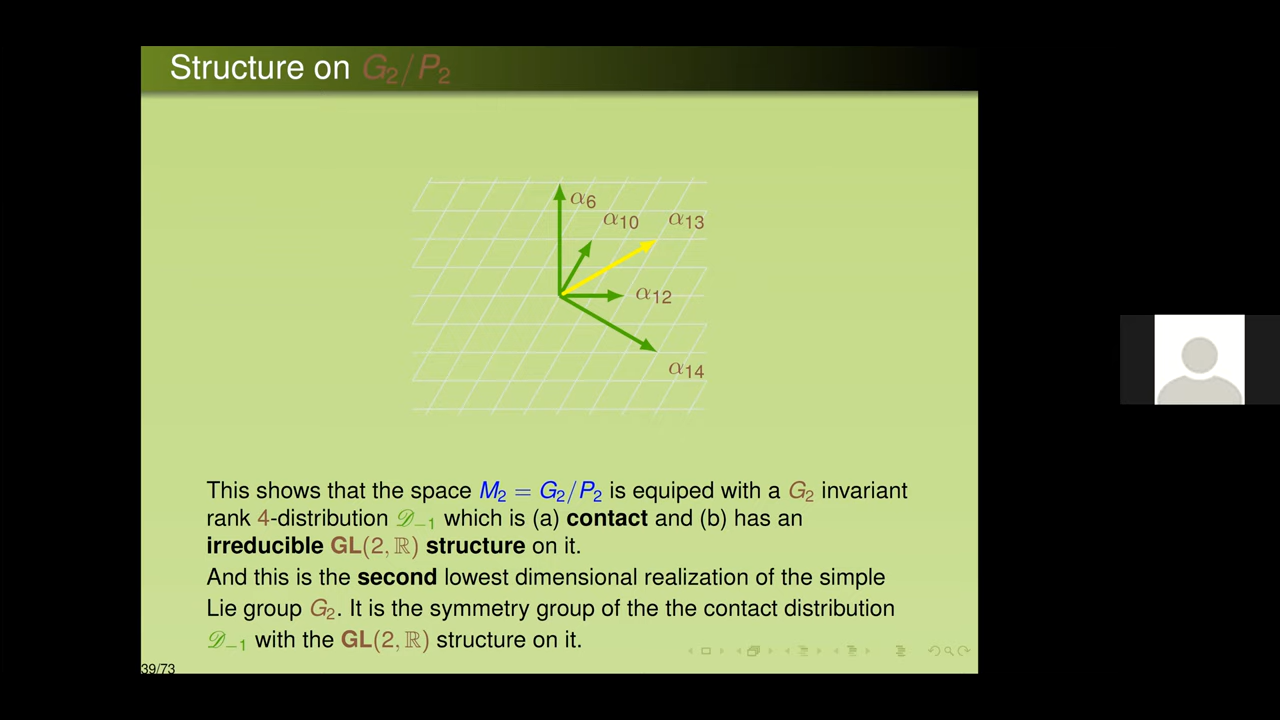 Structure on G₂/P₂
α₆
α₁₀ α₁₃
α₁₂
α₁₄
This shows that the space M₂ = G₂/P₂ is equiped with a G₂ invariant
rank 4-distribution 𝒟₋₁ which is (a) contact and (b) has an
irreducible GL(2, ℝ) structure on it.
And this is the second lowest dimensional realization of the simple
Lie group G₂. It is the symmetry group of the the contact distribution
𝒟₋₁ with the GL(2, ℝ) structure on it.
39/73